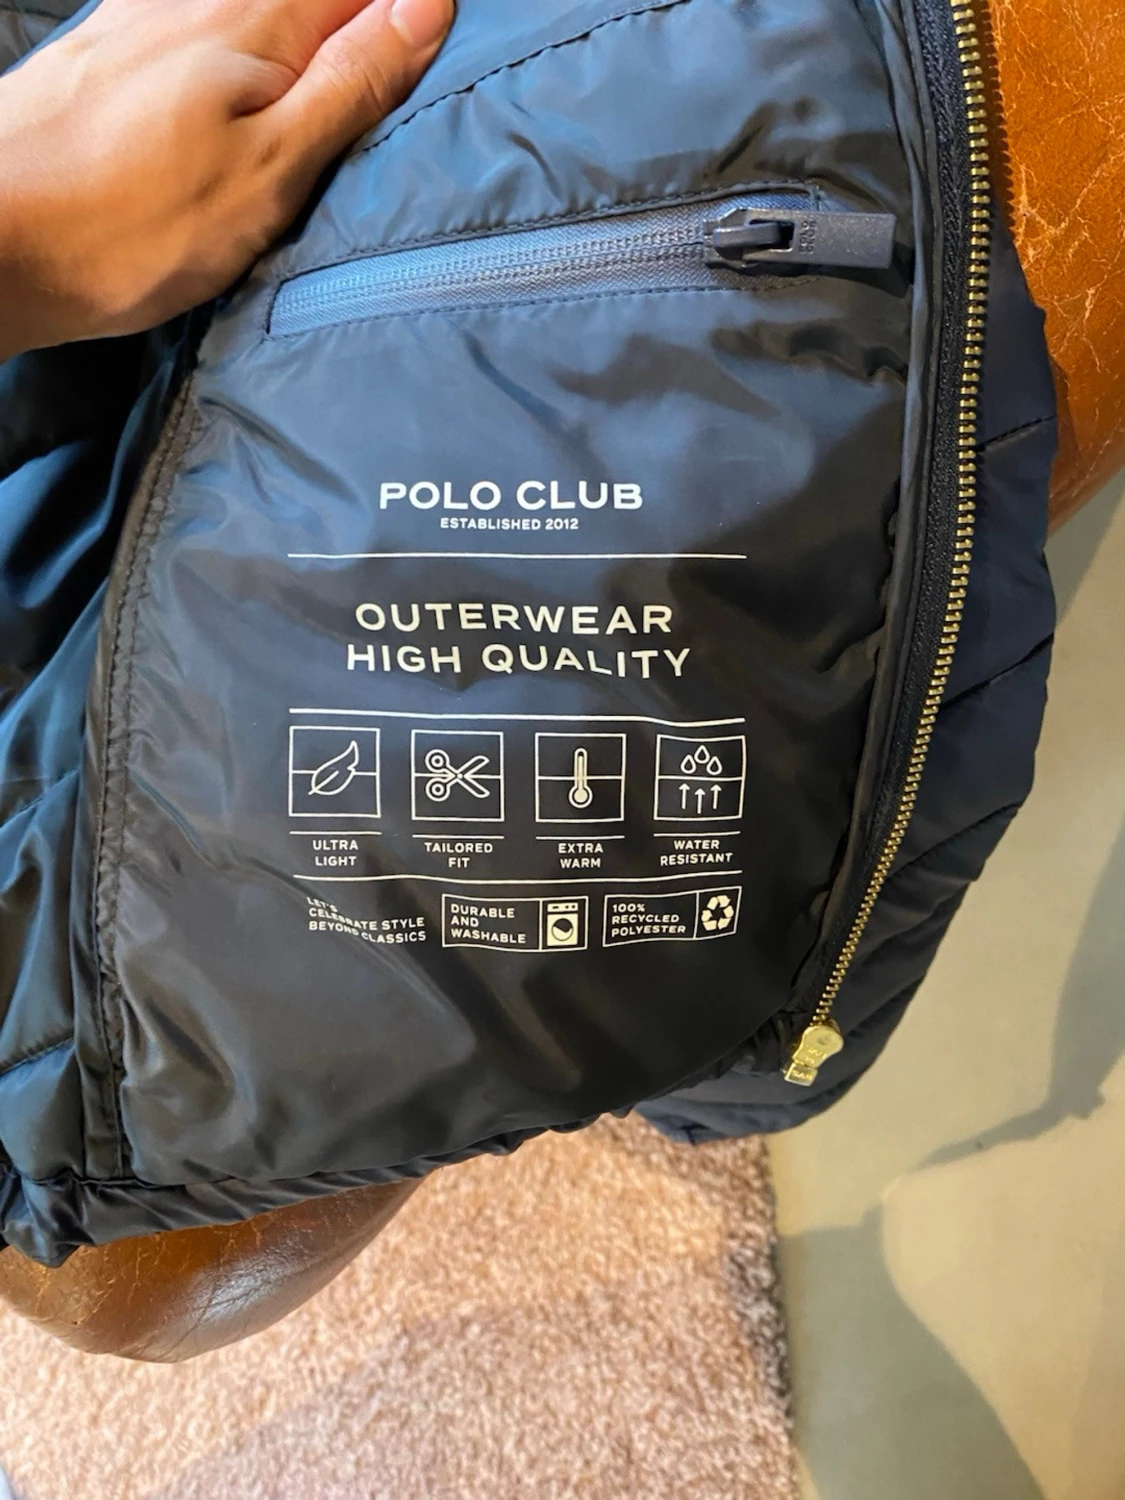 POLO CLUB
ESTABLISHED 2012
OUTERWEAR
HIGH QUALITY
ULTRA
LIGHT
TAILORED
FIT
EXTRA
WARM
WATER
RESISTANT
LET'S
CELEBRATE STYLE
BEYOND CLASSICS
DURABLE
AND
WASHABLE
100%
RECYCLED
POLYESTER